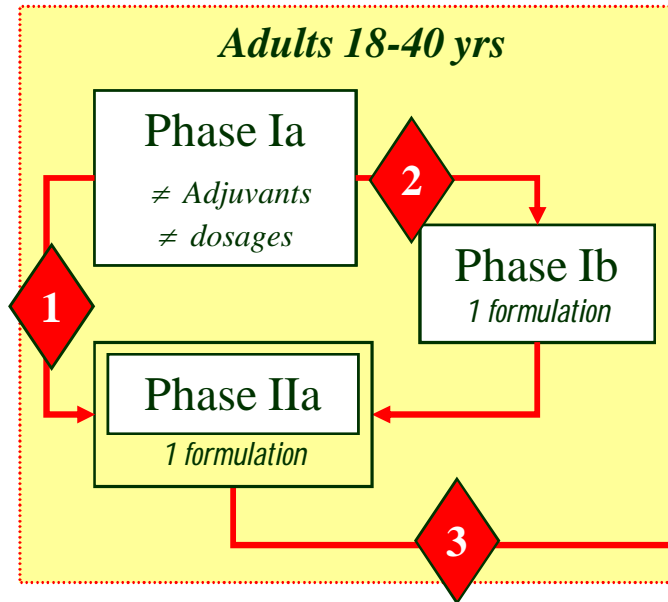 Adults 18-40 yrs
Phase Ia
≠ Adjuvants
≠ dosages
2
1
Phase Ib
1 formulation
Phase IIa
1 formulation
3